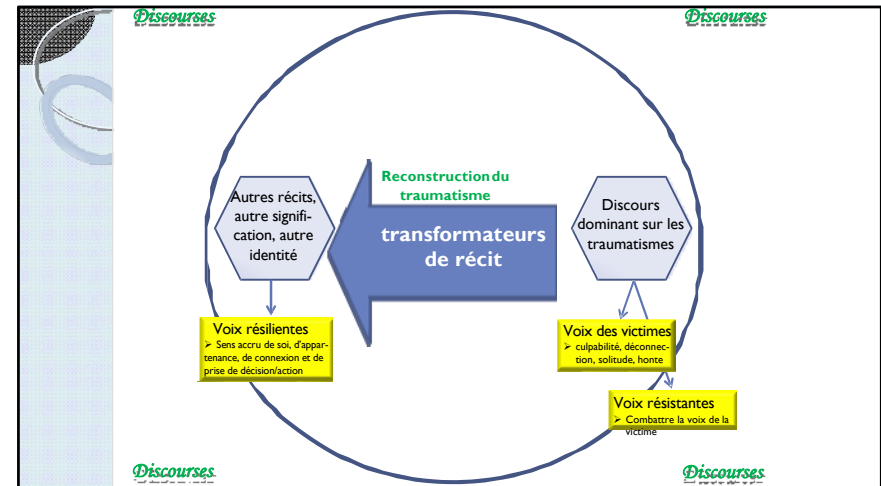 Discourses
Discourses
Reconstruction du
traumatisme
Autres récits,
autre signifi-
cation, autre
identité
transformateurs
de récit
Discours
dominant sur les
traumatismes
Voix résilientes
➢ Sens accru de soi, d'appar-
tenance, de connexion et de
prise de décision/action
Voix des victimes
➢ culpabilité, déconnec-
tion, solitude, honte
Voix résistantes
➢ Combattre la voix de la
victime
Discourses
Discourses